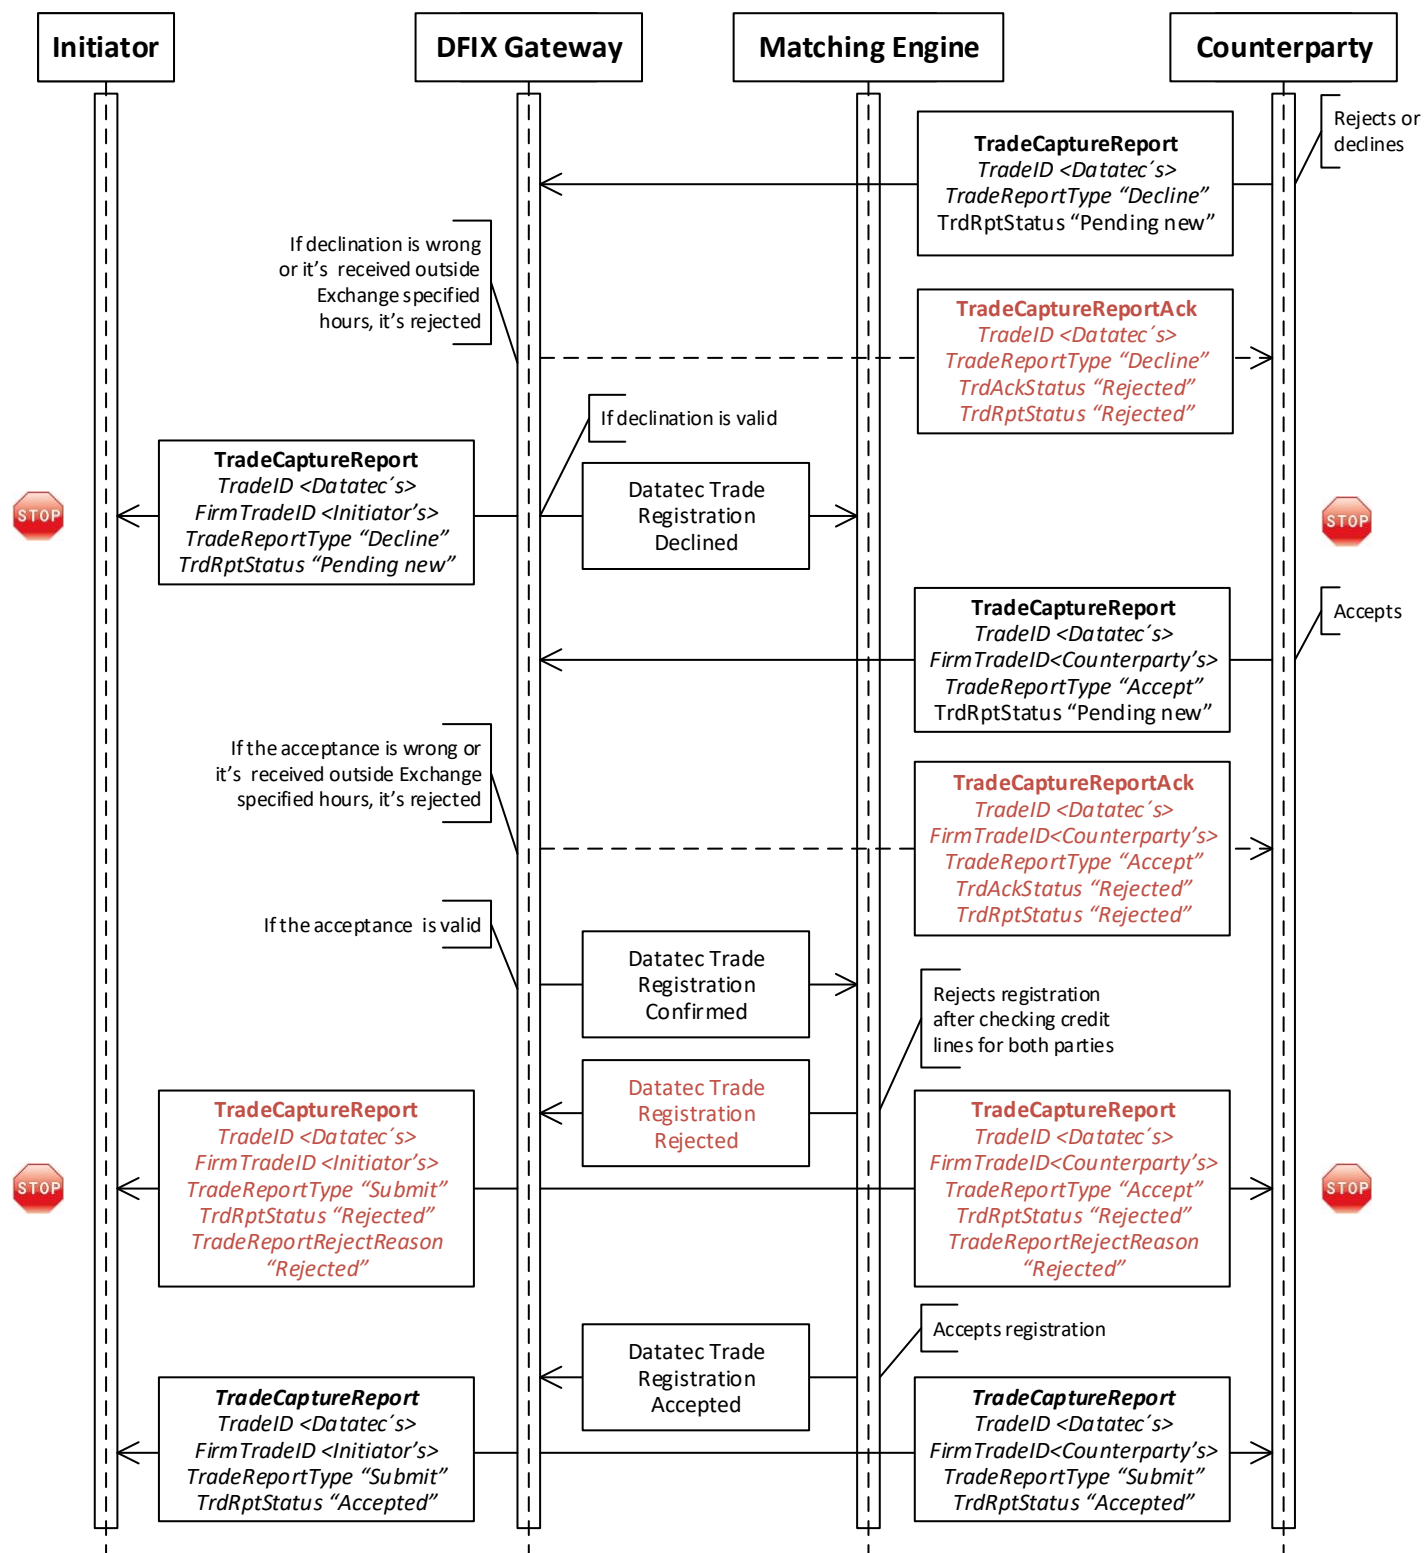 Initiator
DFIX Gateway
Matching Engine
Counterparty
Rejects or
declines
TradeCaptureReport
TradeID <Datatec´s>
TradeReportType “Decline”
TrdRptStatus “Pending new”
If declination is wrong
or it’s received outside
Exchange specified
hours, it’s rejected
TradeCaptureReportAck
TradeID <Datatec´s>
TradeReportType “Decline”
TrdAckStatus “Rejected”
TrdRptStatus “Rejected”
If declination is valid
TradeCaptureReport
TradeID <Datatec´s>
FirmTradeID <Initiator’s>
TradeReportType “Decline”
TrdRptStatus “Pending new”
Datatec Trade
Registration
Declined
STOP
STOP
TradeCaptureReport
TradeID <Datatec´s>
FirmTradeID<Counterparty’s>
TradeReportType “Accept”
TrdRptStatus “Pending new”
Accepts
If the acceptance is wrong or
it’s received outside Exchange
specified hours, it’s rejected
TradeCaptureReportAck
TradeID <Datatec´s>
FirmTradeID<Counterparty’s>
TradeReportType “Accept”
TrdAckStatus “Rejected”
TrdRptStatus “Rejected”
If the acceptance is valid
Datatec Trade
Registration
Confirmed
Rejects registration
after checking credit
lines for both parties
Datatec Trade
Registration
Rejected
TradeCaptureReport
TradeID <Datatec´s>
FirmTradeID <Initiator’s>
TradeReportType “Submit”
TrdRptStatus “Rejected”
TradeReportRejectReason
“Rejected”
TradeCaptureReport
TradeID <Datatec´s>
FirmTradeID<Counterparty’s>
TradeReportType “Accept”
TrdRptStatus “Rejected”
TradeReportRejectReason
“Rejected”
STOP
STOP
Accepts registration
Datatec Trade
Registration
Accepted
TradeCaptureReport
TradeID <Datatec´s>
FirmTradeID <Initiator’s>
TradeReportType “Submit”
TrdRptStatus “Accepted”
TradeCaptureReport
TradeID <Datatec´s>
FirmTradeID<Counterparty’s>
TradeReportType “Submit”
TrdRptStatus “Accepted”